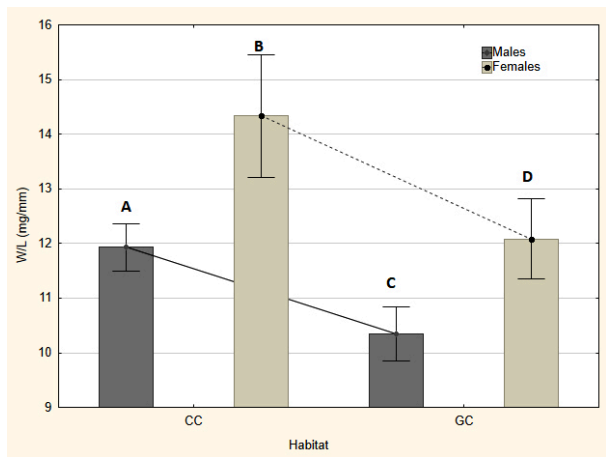 16
15
14
13
12
11
10
9
W/L (mg/mm)
A
B
C
D
Males
Females
CC
GC
Habitat